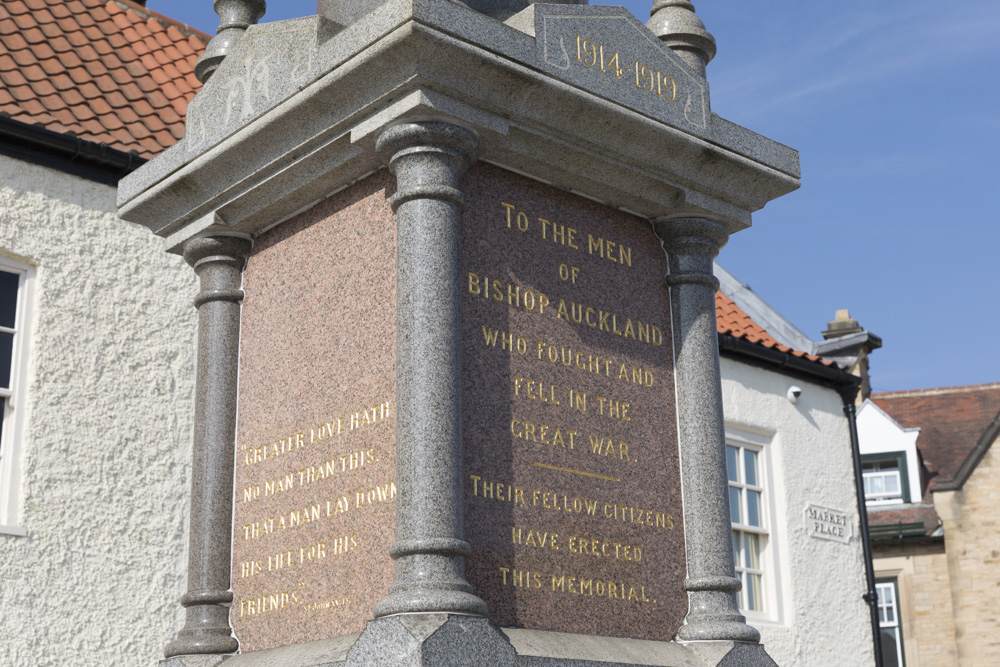 1914-1919
TO THE MEN
OF
BISHOP AUCKLAND
WHO FOUGHT AND
FELL IN THE
GREAT WAR.
THEIR FELLOW CITIZENS
HAVE ERECTED
THIS MEMORIAL.
"GREATER LOVE HATH
NO MAN THAN THIS,
THAT A MAN LAY DOWN
HIS LIFE FOR HIS
FRIENDS."
MARKET
PLACE